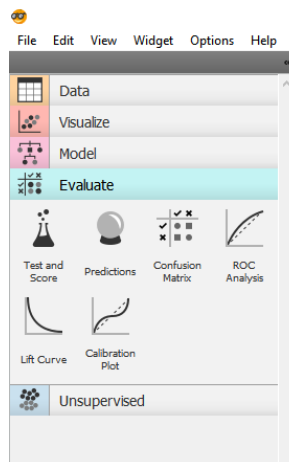 File Edit View Widget Options Help
Data
Visualize
Model
Evaluate
Test and Score
Predictions
Confusion Matrix
ROC Analysis
Lift Curve
Calibration Plot
Unsupervised